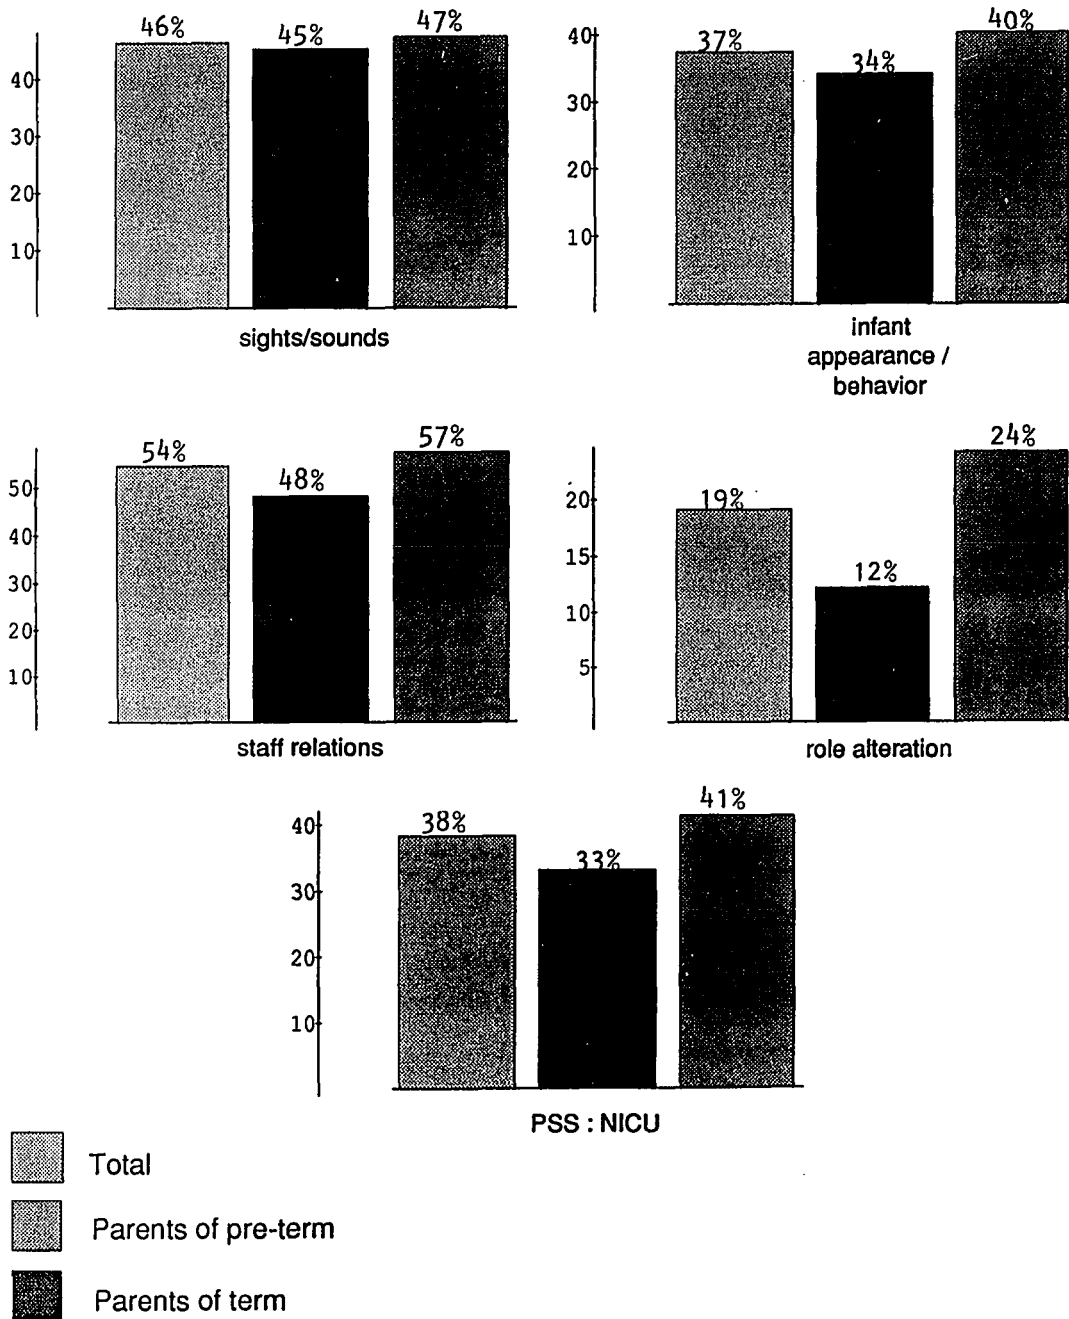 46% 45% 47%
40
30
20
10
sights/sounds
37% 34% 40%
40
30
20
10
infant
appearance /
behavior
54% 48% 57%
50
40
30
20
10
staff relations
19% 12% 24%
20
15
10
5
role alteration
38% 33% 41%
40
30
20
10
PSS : NICU
Total
Parents of pre-term
Parents of term